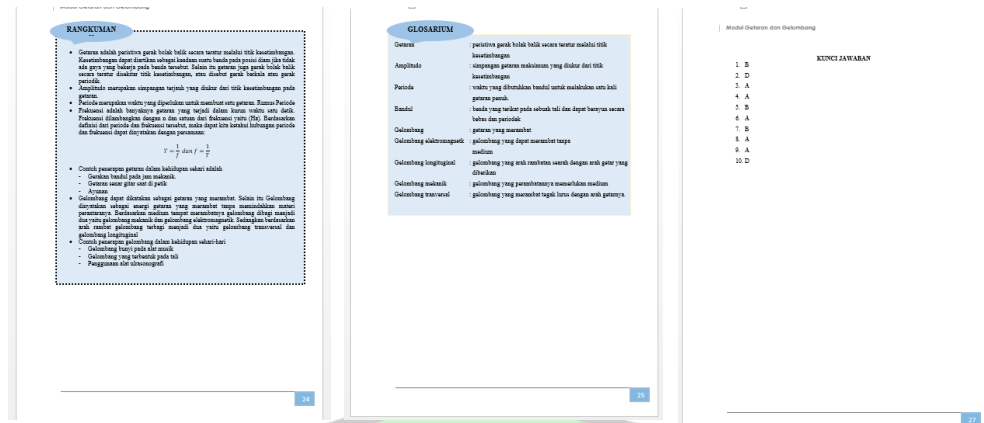 Modul Getaran dan Gelombang
RANGKUMAN
• Getaran adalah peristiwa gerak bolak balik secara teratur melalui titik kesetimbangan.
Kesetimbangan dapat diartikan sebagai keadaan suatu benda pada posisi diam jika tidak
ada gaya yang bekerja pada benda tersebut. Selain itu getaran juga gerak bolak balik
secara teratur disekitar titik kesetimbangan, atau disebut gerak berkala atau gerak
periodik.
• Amplitudo merupakan simpangan terjauh yang diukur dari titik kesetimbangan pada
getaran.
• Periode merupakan waktu yang diperlukan untuk membuat satu getaran. Rumus Periode
• Frekuensi adalah banyaknya getaran yang terjadi dalam kurun waktu satu detik.
Frekuensi dilambangkan dengan n dan satuan dari frekuensi yaitu (Hz). Berdasarkan
definisi dari periode dan frekuensi tersebut, maka dapat kita ketahui hubungan periode
dan frekuensi dapat dinyatakan dengan persamaan:
T = 1/f dan f = 1/T
• Contoh penerapan getaran dalam kehidupan sehari adalah
- Gerakan bandul pada jam mekanik.
- Getaran senar gitar saat di petik
- Ayunan
• Gelombang dapat dikatakan sebagai getaran yang merambat. Selain itu Gelombang
dinyatakan sebagai energi getaran yang merambat tanpa memindahkan materi
perantaranya. Berdasarkan medium tempat merambatnya gelombang dibagi menjadi
dua yaitu gelombang mekanik dan gelombang elektromagnetik. Sedangkan berdasarkan
arah rambat gelombang terbagi menjadi dua yaitu gelombang transversal dan
gelombang longituginal
• Contoh penerapan gelombang dalam kehidupan sehari-hari
- Gelombang bunyi pada alat musik
- Gelombang yang terbentuk pada tali
- Penggunaan alat ultrasonografi
24
GLOSARIUM
Getaran : peristiwa gerak bolak balik secara teratur melalui titik
kesetimbangan
Amplitudo : simpangan getaran maksimum yang diukur dari titik
kesetimbangan
Periode : waktu yang dibutuhkan bandul untuk melakukan satu kali
getaran penuh.
Bandul : benda yang terikat pada sebuah tali dan dapat berayun secara
bebas dan periodek
Gelombang : getaran yang merambat
Gelombang elektromagnetik : gelombang yang dapat merambat tanpa
medium
Gelombang longituginal : gelombang yang arah rambatan searah dengan arah getar yang
diberikan
Gelombang mekanik : gelombang yang perambatannya memerlukan medium
Gelombang tranversal : gelombang yang merambat tegak lurus dengan arah getarnya.
25
Modul Getaran dan Gelombang
KUNCI JAWABAN
1. B
2. D
3. A
4. A
5. B
6. A
7. B
8. A
9. A
10. D
27